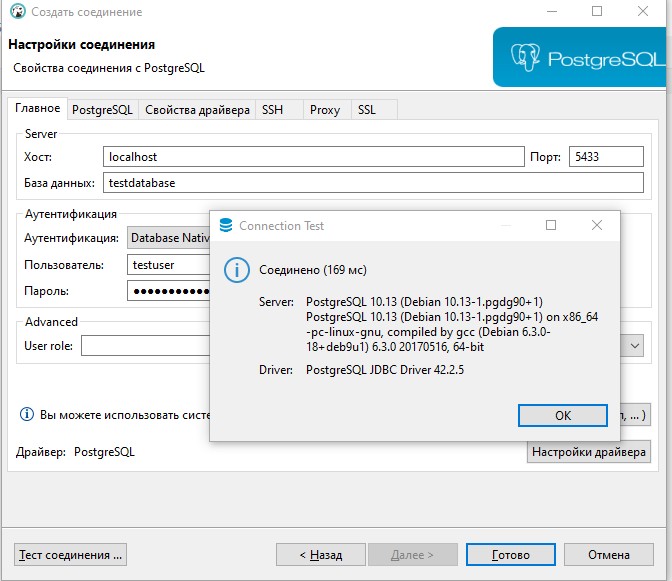 Создать соединение
Настройки соединения
Свойства соединения с PostgreSQL
PostgreSQL
Главное PostgreSQL Свойства драйвера SSH Proxy SSL
Server
Хост: localhost Порт: 5433
База данных: testdatabase
Аутентификация
Аутентификация: Database Nativ
Пользователь: testuser
Пароль: ●●●●●●●●●●●
Advanced
User role:
Вы можете использовать систе л, ... )
Драйвер: PostgreSQL Настройки драйвера
Connection Test
Соединено (169 мс)
Server: PostgreSQL 10.13 (Debian 10.13-1.pgdg90+1)
PostgreSQL 10.13 (Debian 10.13-1.pgdg90+1) on x86_64
-pc-linux-gnu, compiled by gcc (Debian 6.3.0-
18+deb9u1) 6.3.0 20170516, 64-bit
Driver: PostgreSQL JDBC Driver 42.2.5
OK
Тест соединения ... < Назад Далее > Готово Отмена